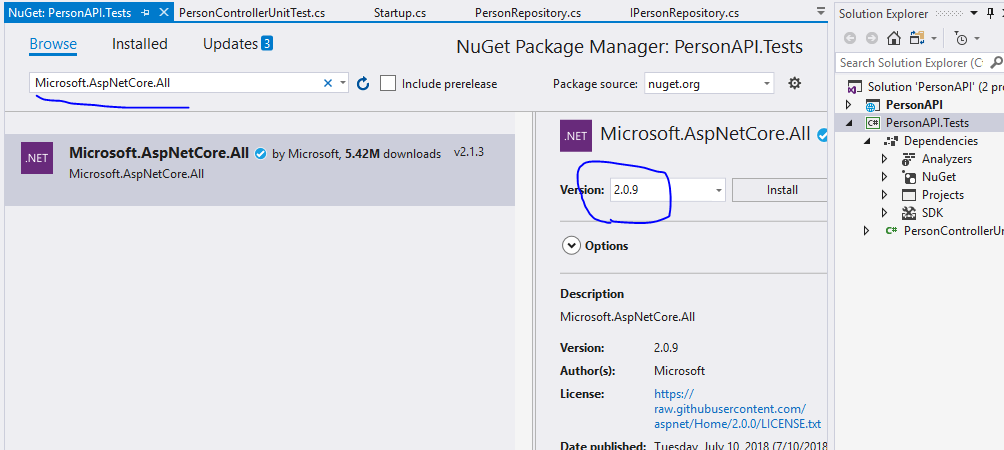 NuGet: PersonAPI.Tests PersonControllerUnitTest.cs Startup.cs PersonRepository.cs IPersonRepository.cs
Browse Installed Updates 3
NuGet Package Manager: PersonAPI.Tests
Microsoft.AspNetCore.All
Include prerelease
Package source: nuget.org
.NET
Microsoft.AspNetCore.All by Microsoft, 5.42M downloads v2.1.3
Microsoft.AspNetCore.All
.NET
Microsoft.AspNetCore.All
Version: 2.0.9 Install
Options
Description
Microsoft.AspNetCore.All
Version: 2.0.9
Author(s): Microsoft
License: https://
raw.githubusercontent.com/
aspnet/Home/2.0.0/LICENSE.txt
Date published: Tuesday, July 10, 2018 (7/10/2018
Solution Explorer
Search Solution Explorer (C
Solution 'PersonAPI' (2 pro
PersonAPI
C# PersonAPI.Tests
Dependencies
Analyzers
NuGet
Projects
SDK
C# PersonControllerUn